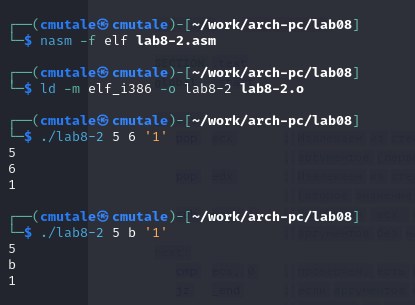 ┌──(cmutale㉿cmutale)-[~/work/arch-pc/lab08]
└─$ nasm -f elf lab8-2.asm
┌──(cmutale㉿cmutale)-[~/work/arch-pc/lab08]
└─$ ld -m elf_i386 -o lab8-2 lab8-2.o
┌──(cmutale㉿cmutale)-[~/work/arch-pc/lab08]
└─$ ./lab8-2 5 6 '1'
5
6
1
┌──(cmutale㉿cmutale)-[~/work/arch-pc/lab08]
└─$ ./lab8-2 5 b '1'
5
b
1